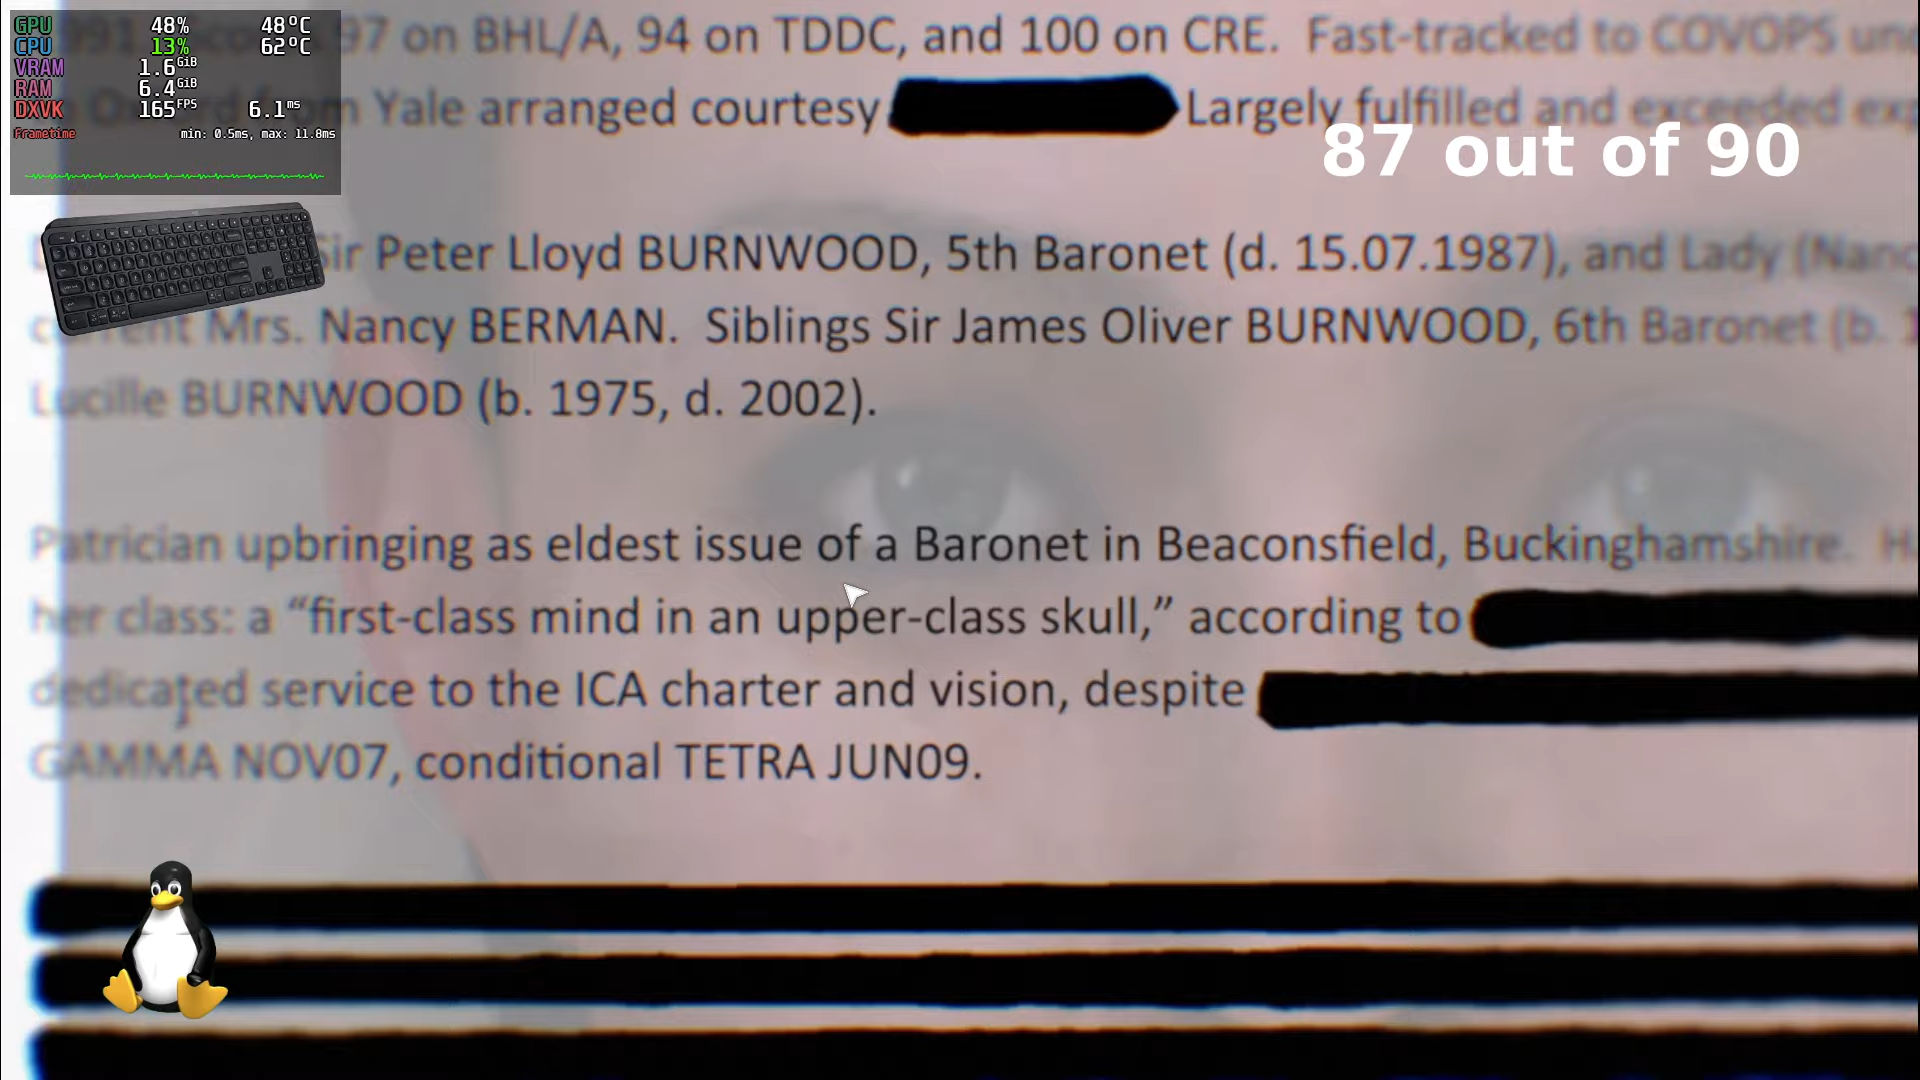 GPU 48% 48°C
CPU 13% 62°C
VRAM 1.6GiB
RAM 6.4GiB
DXVK 165FPS 6.1ms
Frametime min: 0.5ms, max: 11.8ms
97 on BHL/A, 94 on TDDC, and 100 on CRE. Fast-tracked to COVOPS
from Yale arranged courtesy Largely fulfilled and exceeded
87 out of 90
Sir Peter Lloyd BURNWOOD, 5th Baronet (d. 15.07.1987), and Lady
current Mrs. Nancy BERMAN. Siblings Sir James Oliver BURNWOOD, 6th Baronet (b.
Lucille BURNWOOD (b. 1975, d. 2002).
Patrician upbringing as eldest issue of a Baronet in Beaconsfield, Buckinghamshire.
her class: a “first-class mind in an upper-class skull,” according to
dedicated service to the ICA charter and vision, despite
GAMMA NOV07, conditional TETRA JUN09.